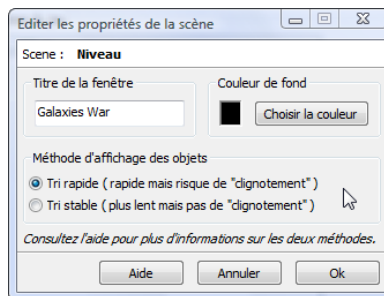 Editer les propriétés de la scène
Scene : Niveau
Titre de la fenêtre
Couleur de fond
Galaxies War
Choisir la couleur
Méthode d'affichage des objets
Tri rapide ( rapide mais risque de "clignotement" )
Tri stable ( plus lent mais pas de "clignotement" )
Consultez l'aide pour plus d'informations sur les deux méthodes.
Aide
Annuler
Ok